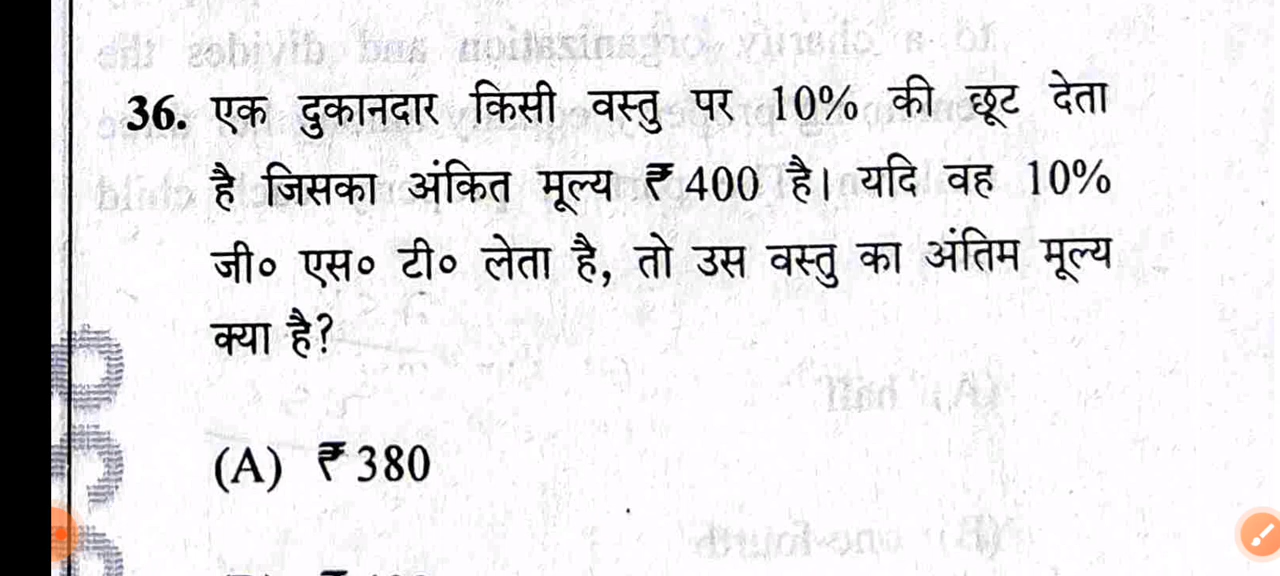 36. एक दुकानदार किसी वस्तु पर 10% की छूट देता
है जिसका अंकित मूल्य ₹ 400 है। यदि वह 10%
जी० एस० टी० लेता है, तो उस वस्तु का अंतिम मूल्य
क्या है?
(A) ₹ 380